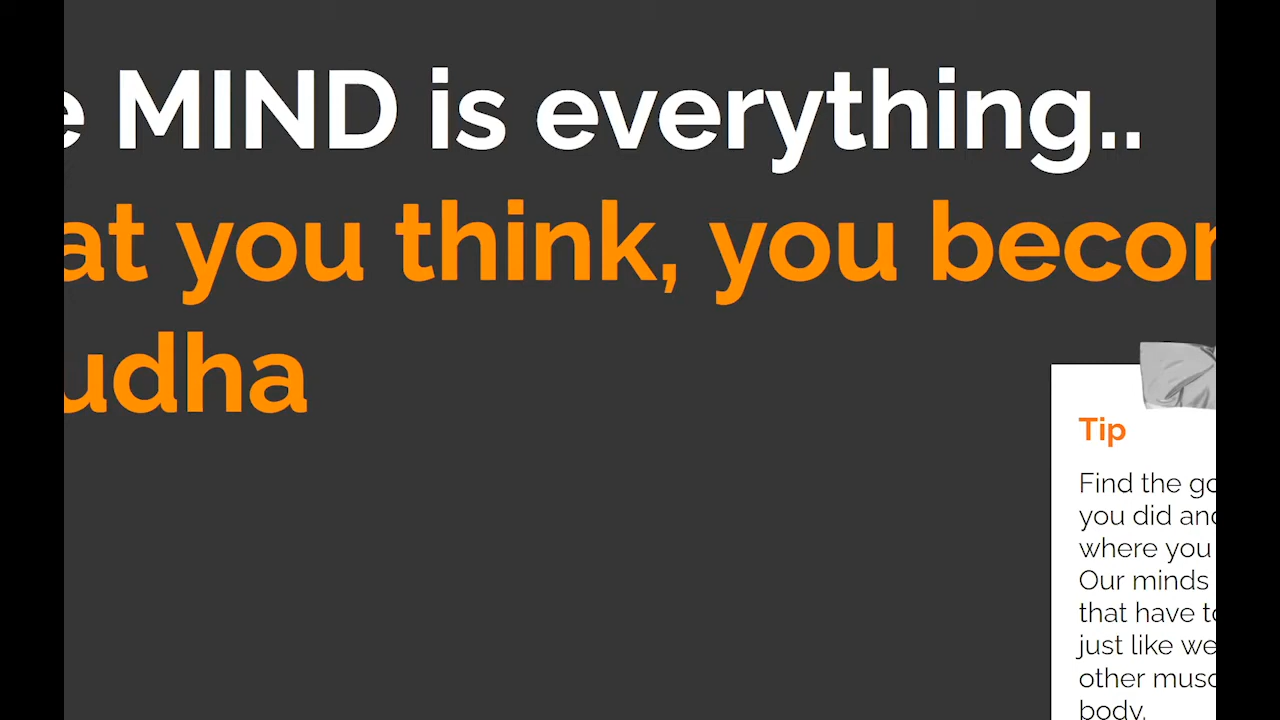 e MIND is everything..
at you think, you becom
udha
Tip
Find the go
you did and
where you
Our minds
that have to
just like we
other musc
body.